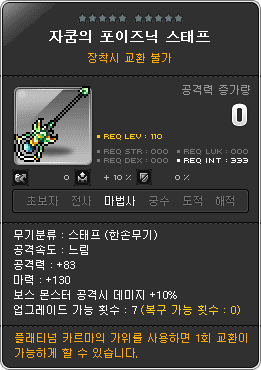 자쿰의 포이즈닉 스태프
장착시 교환 불가
공격력 증가량
0
REQ LEV : 110
REQ STR : 000 REQ LUK : 000
REQ DEX : 000 REQ INT : 333
0 + 10 % 0 %
초보자 전사 마법사 궁수 도적 해적
무기분류 : 스태프 (한손무기)
공격속도 : 느림
공격력 : +83
마력 : +130
보스 몬스터 공격시 데미지 +10%
업그레이드 가능 횟수 : 7 (복구 가능 횟수 : 0)
플래티넘 카르마의 가위를 사용하면 1회 교환이
가능하게 할 수 있습니다.